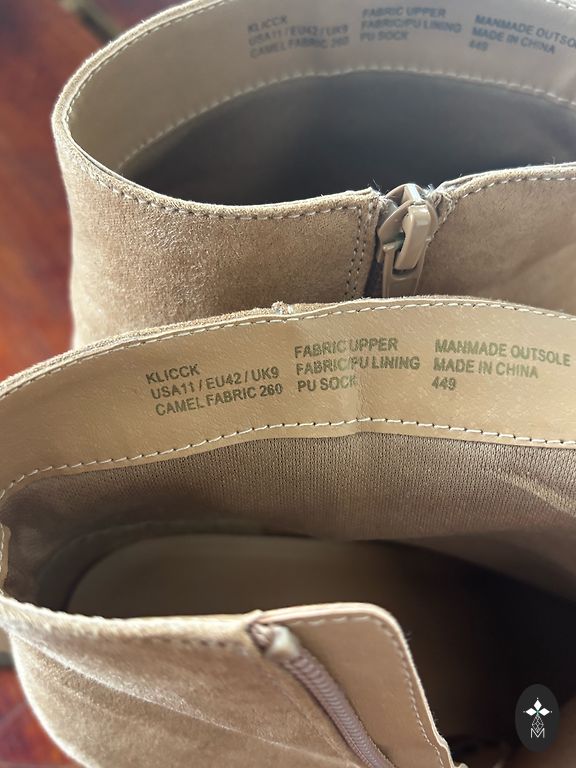 KLICCK
USA11 / EU42 / UK9
CAMEL FABRIC 260
FABRIC UPPER
FABRIC/PU LINING
PU SOCK
MANMADE OUTSOLE
MADE IN CHINA
449
KLICCK
USA11 / EU42 / UK9
CAMEL FABRIC 260
FABRIC UPPER
FABRIC/PU LINING
PU SOCK
MANMADE OUTSOLE
MADE IN CHINA
449
M